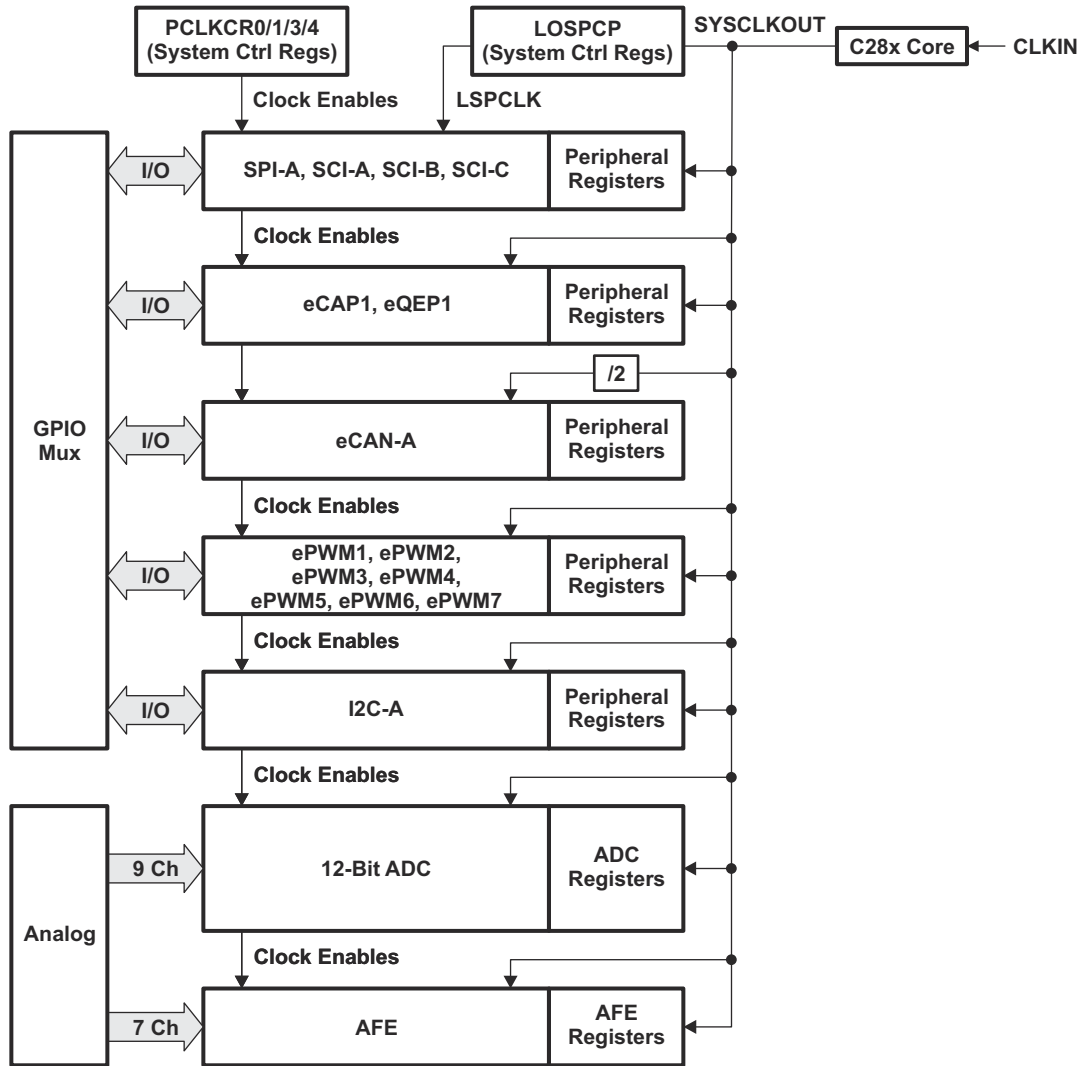 PCLKCR0/1/3/4
(System Ctrl Regs)
LOSPCP
(System Ctrl Regs)
SYSCLKOUT
C28x Core
CLKIN
Clock Enables
LSPCLK
GPIO
Mux
I/O
SPI-A, SCI-A, SCI-B, SCI-C
Peripheral
Registers
Clock Enables
I/O
eCAP1, eQEP1
Peripheral
Registers
/2
I/O
eCAN-A
Peripheral
Registers
Clock Enables
I/O
ePWM1, ePWM2,
ePWM3, ePWM4,
ePWM5, ePWM6, ePWM7
Peripheral
Registers
Clock Enables
I/O
I2C-A
Peripheral
Registers
Clock Enables
Analog
9 Ch
12-Bit ADC
ADC
Registers
Clock Enables
7 Ch
AFE
AFE
Registers